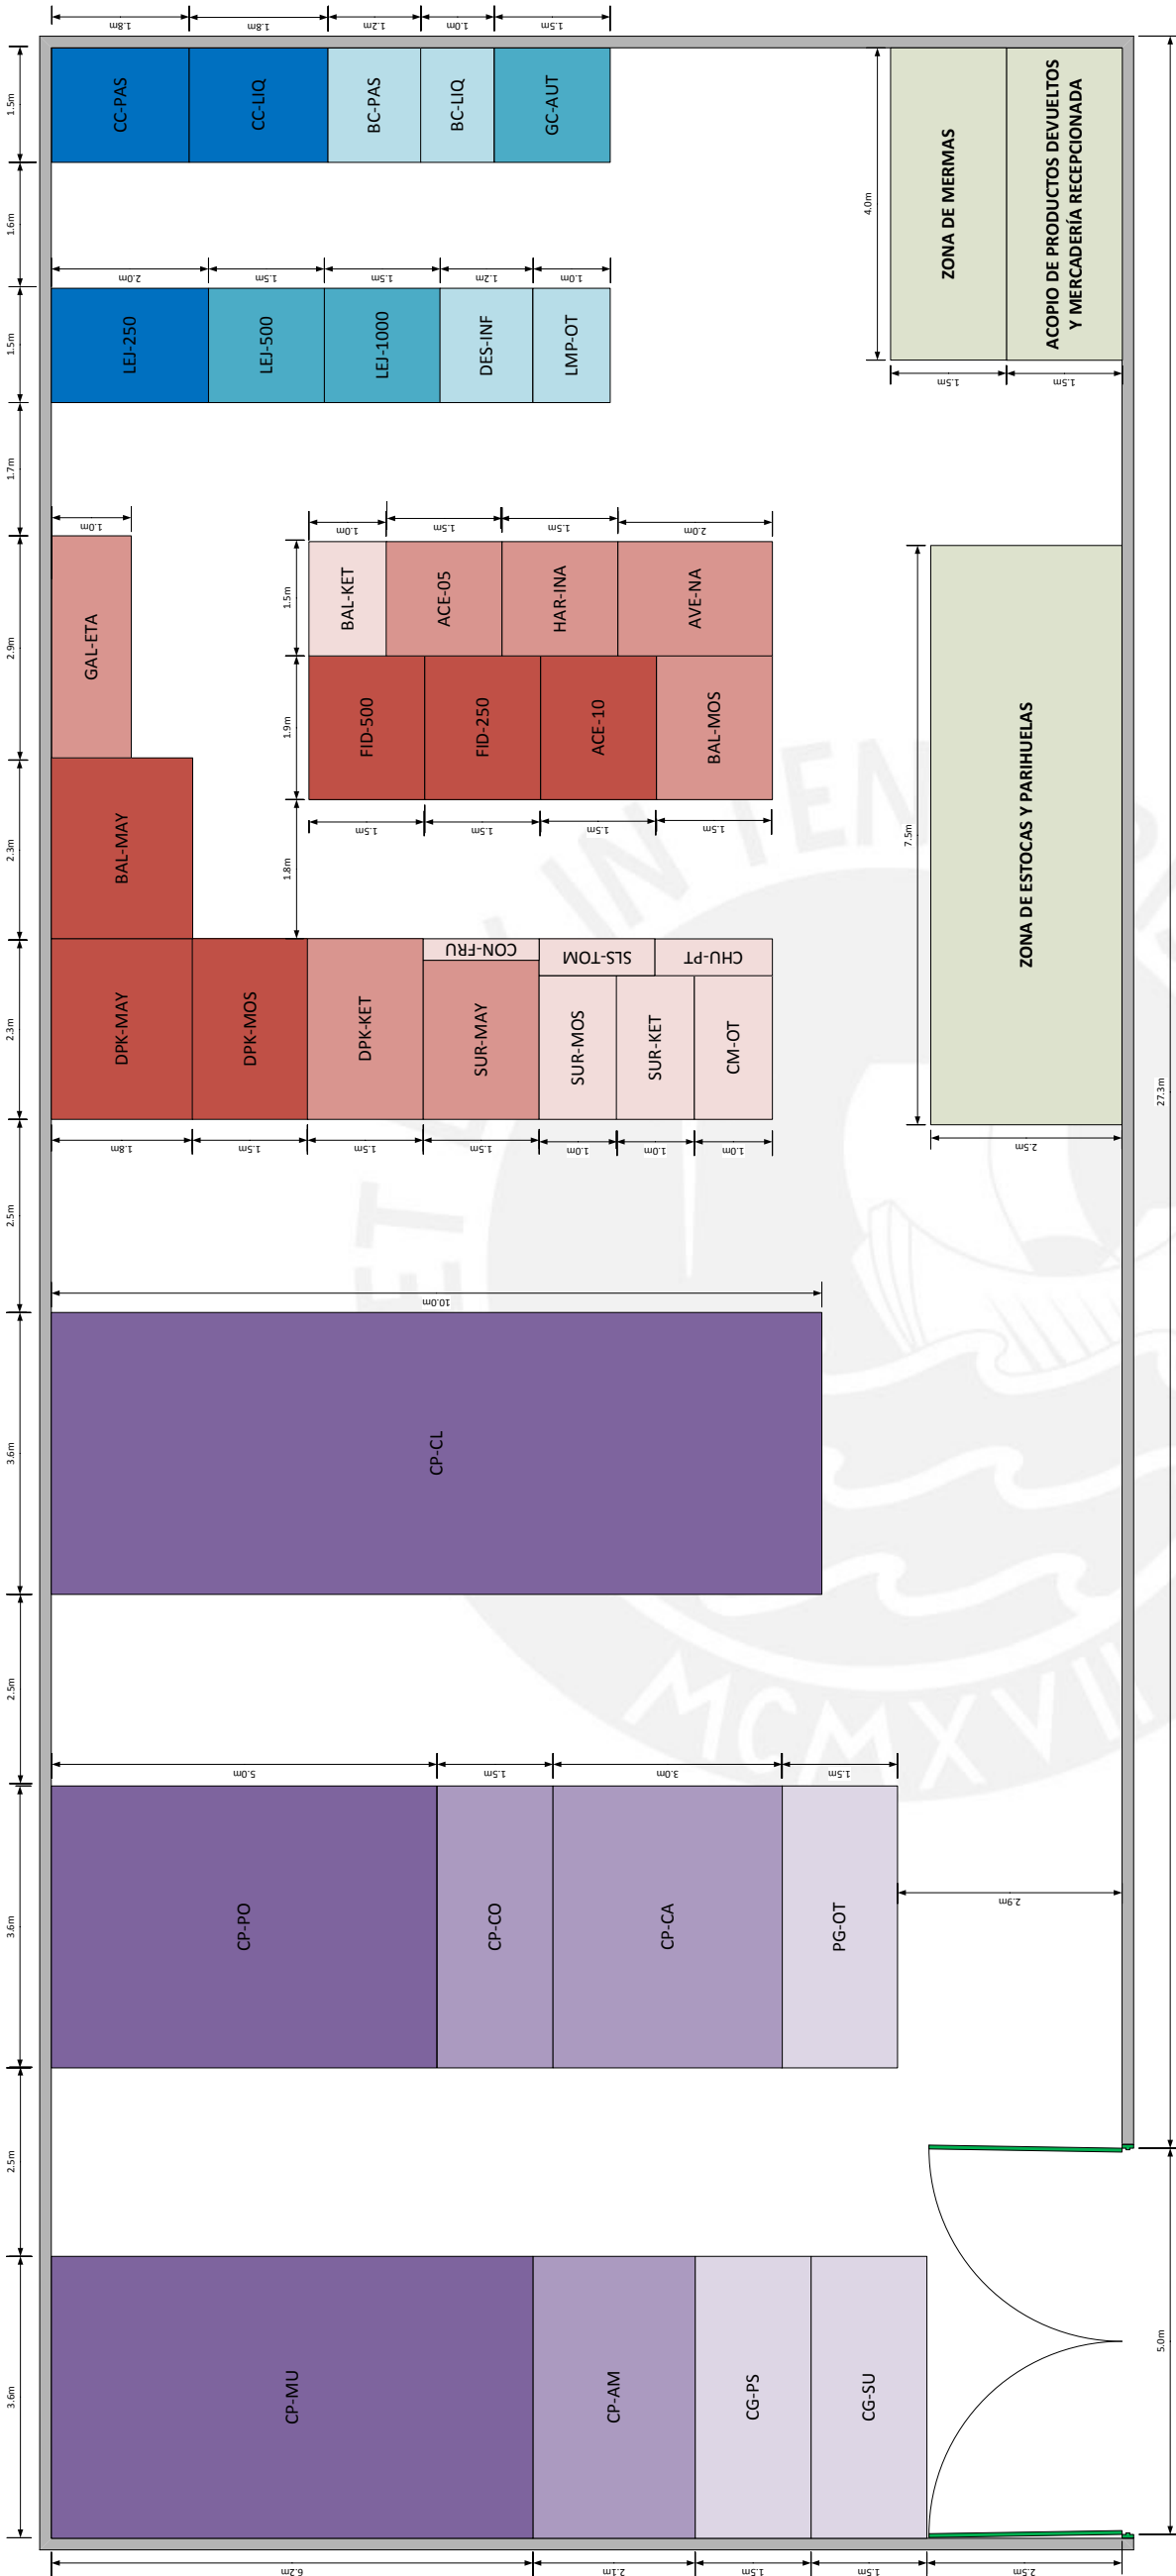 1.8m
1.8m
1.2m
1.0m
1.5m
1.5m
CC-PAS
CC-LIQ
BC-PAS
BC-LIQ
GC-AUT
1.6m
4.0m
ZONA DE MERMAS
ACOPIO DE PRODUCTOS DEVUELTOS
Y MERCADERÍA RECEPCIONADA
2.0m
1.5m
1.5m
1.2m
1.0m
1.5m
LEJ-250
LEJ-500
LEJ-1000
DES-INF
LMP-OT
1.5m
1.5m
1.7m
1.0m
1.0m
1.5m
1.5m
2.0m
2.9m
GAL-ETA
1.5m
BAL-KET
ACE-05
HAR-INA
AVE-NA
1.9m
FID-500
FID-250
ACE-10
BAL-MOS
7.5m
ZONA DE ESTOCAS Y PARIHUELAS
2.3m
BAL-MAY
1.5m
1.5m
1.5m
1.5m
1.8m
2.3m
DPK-MAY
DPK-MOS
DPK-KET
CON-FRU
SUR-MAY
SLS-TOM
CHU-PT
SUR-MOS
SUR-KET
CM-OT
27.3m
1.8m
1.5m
1.5m
1.5m
1.0m
1.0m
1.0m
2.5m
2.5m
10.0m
3.6m
CP-CL
2.5m
5.0m
1.5m
3.0m
1.5m
3.6m
CP-PO
CP-CO
CP-CA
PG-OT
2.9m
2.5m
3.6m
CP-MU
CP-AM
CG-PS
CG-SU
5.0m
6.2m
2.1m
1.5m
1.5m
2.5m
ET
IN TEN
MCMXVII